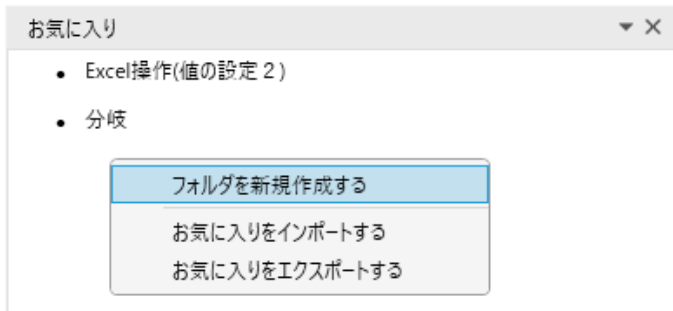 お気に入り
Excel操作(値の設定２)
分岐
フォルダを新規作成する
お気に入りをインポートする
お気に入りをエクスポートする